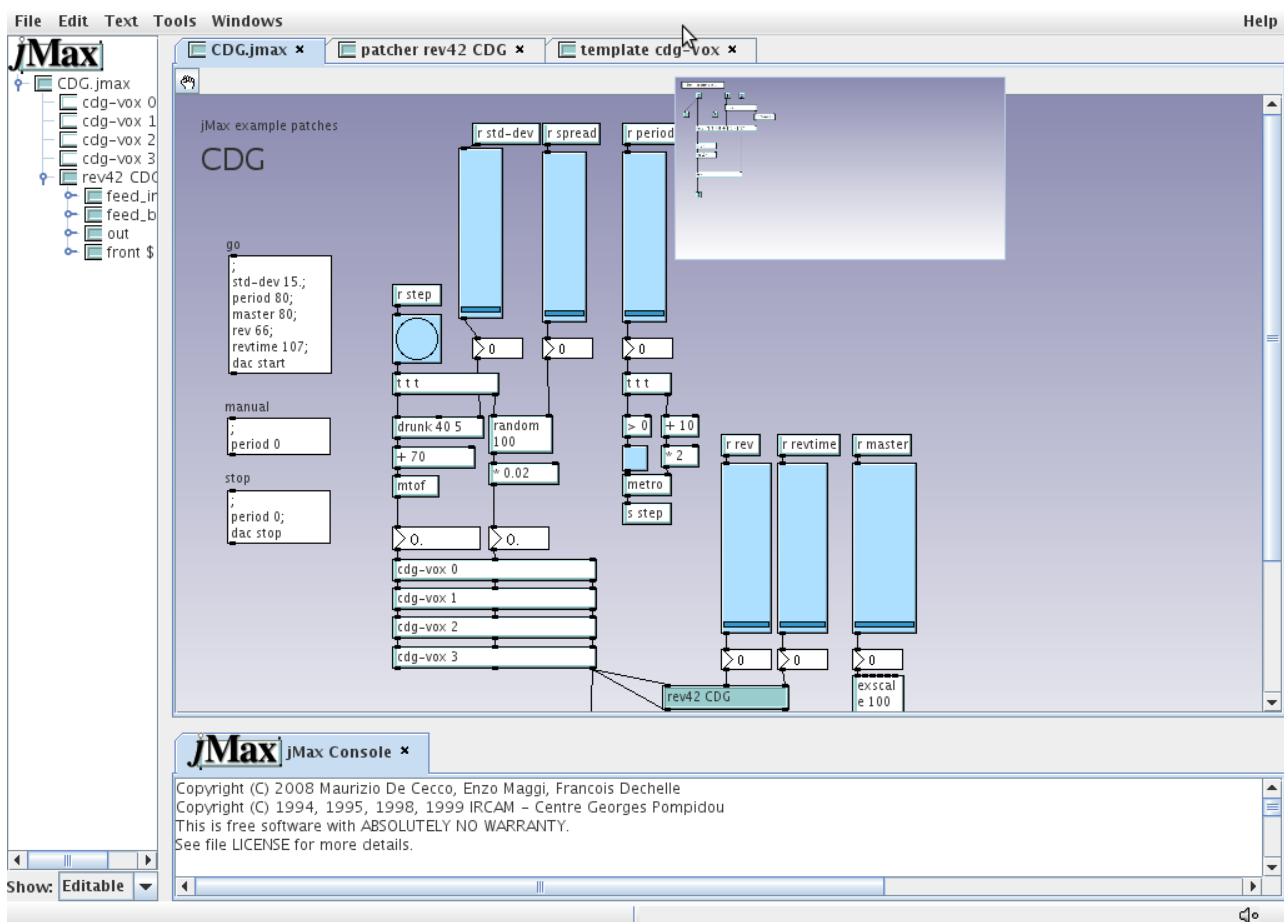 File Edit Text Tools Windows Help
jMax
CDG.jmax
cdg-vox 0
cdg-vox 1
cdg-vox 2
cdg-vox 3
rev42 CDG
feed_in
feed_b
out
front $
Show: Editable
CDG.jmax × patcher rev42 CDG × template cdg-vox ×
jMax example patches
CDG
r std-dev r spread r period
go
;
std-dev 15.;
period 80;
master 80;
rev 66;
revtime 107;
dac start
manual
;
period 0
stop
;
period 0;
dac stop
r step
0 0 0
t t t
t t t
drunk 40 5
random
100
> 0 + 10
+ 70
* 0.02
* 2
mtof
metro
s step
0. 0.
cdg-vox 0
cdg-vox 1
cdg-vox 2
cdg-vox 3
r rev r revtime r master
0 0 0
rev42 CDG
exscal
e 100
jMax jMax Console ×
Copyright (C) 2008 Maurizio De Cecco, Enzo Maggi, Francois Dechelle
Copyright (C) 1994, 1995, 1998, 1999 IRCAM – Centre Georges Pompidou
This is free software with ABSOLUTELY NO WARRANTY.
See file LICENSE for more details.